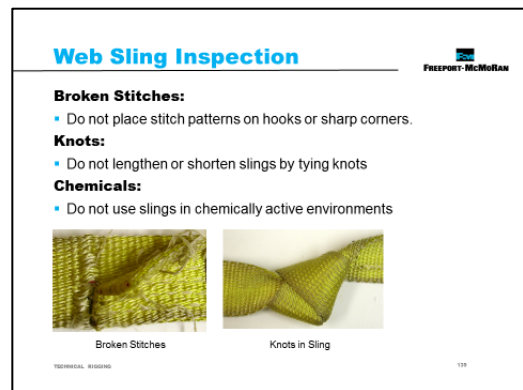 Web Sling Inspection
FCX
FREEPORT-MCMORAN
Broken Stitches:
▪ Do not place stitch patterns on hooks or sharp corners.
Knots:
▪ Do not lengthen or shorten slings by tying knots
Chemicals:
▪ Do not use slings in chemically active environments
Broken Stitches
Knots in Sling
TECHNICAL RIGGING
139